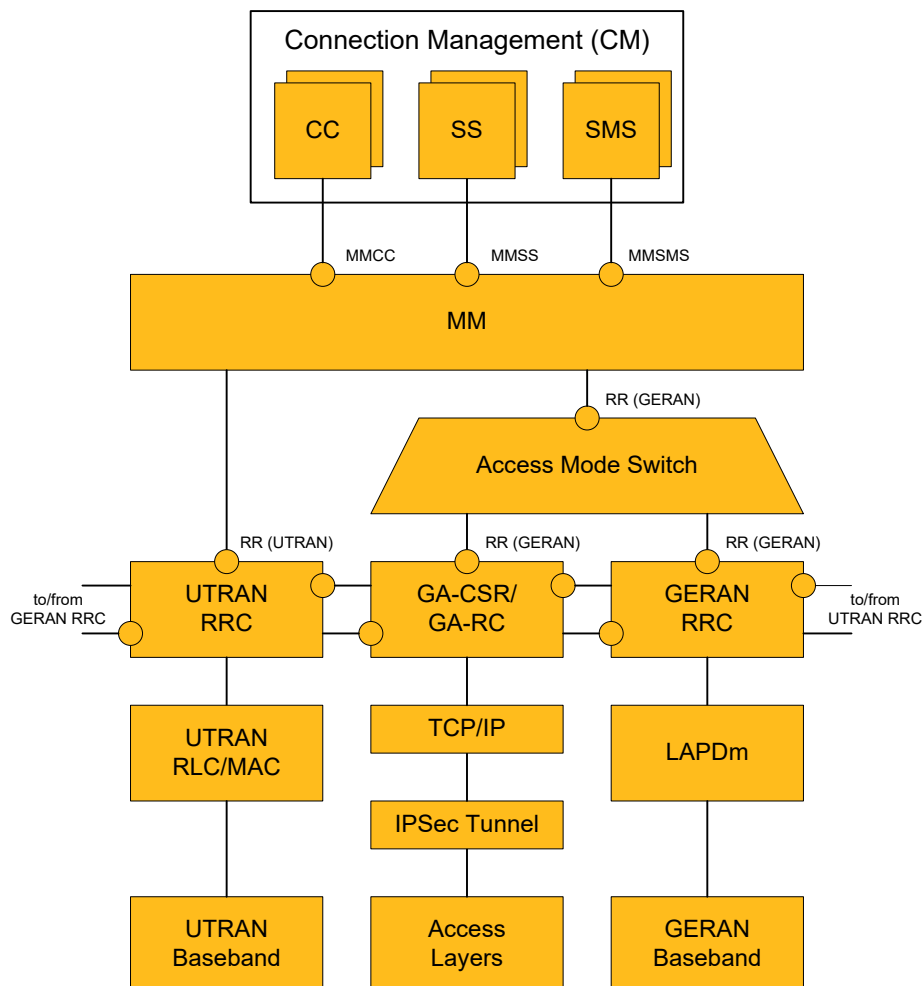 Connection Management (CM)
CC
SS
SMS
MMCC
MMSS
MMSMS
MM
RR (GERAN)
Access Mode Switch
RR (UTRAN)
RR (GERAN)
RR (GERAN)
to/from
GERAN RRC
UTRAN
RRC
GA-CSR/
GA-RC
GERAN
RRC
to/from
UTRAN RRC
UTRAN
RLC/MAC
TCP/IP
LAPDm
IPSec Tunnel
UTRAN
Baseband
Access
Layers
GERAN
Baseband